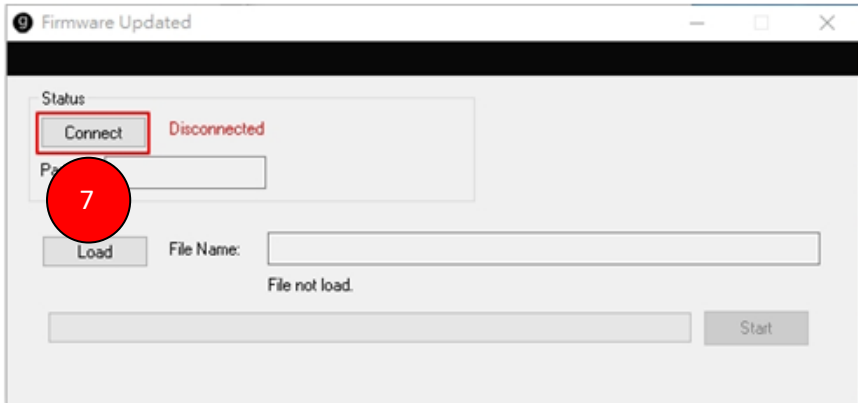 g Firmware Updated
Status
Connect Disconnected
7
Load File Name:
File not load.
Start